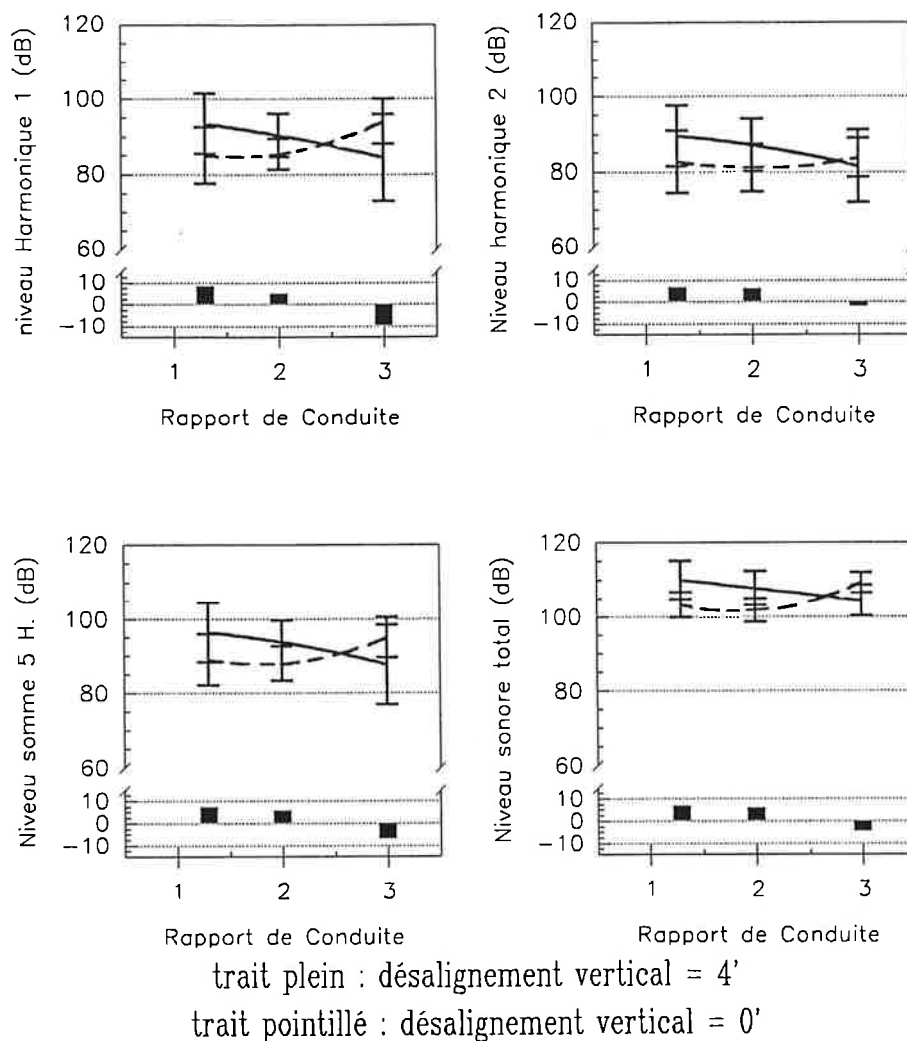 niveau Harmonique 1 (dB)
120
100
80
60
10
0
−10
1 2 3
Rapport de Conduite
Niveau harmonique 2 (dB)
120
100
80
60
10
0
−10
1 2 3
Rapport de Conduite
Niveau somme 5 H. (dB)
120
100
80
60
10
0
−10
1 2 3
Rapport de Conduite
Niveau sonore total (dB)
120
100
80
60
10
0
−10
1 2 3
Rapport de Conduite
trait plein : désalignement vertical = 4'
trait pointillé : désalignement vertical = 0'